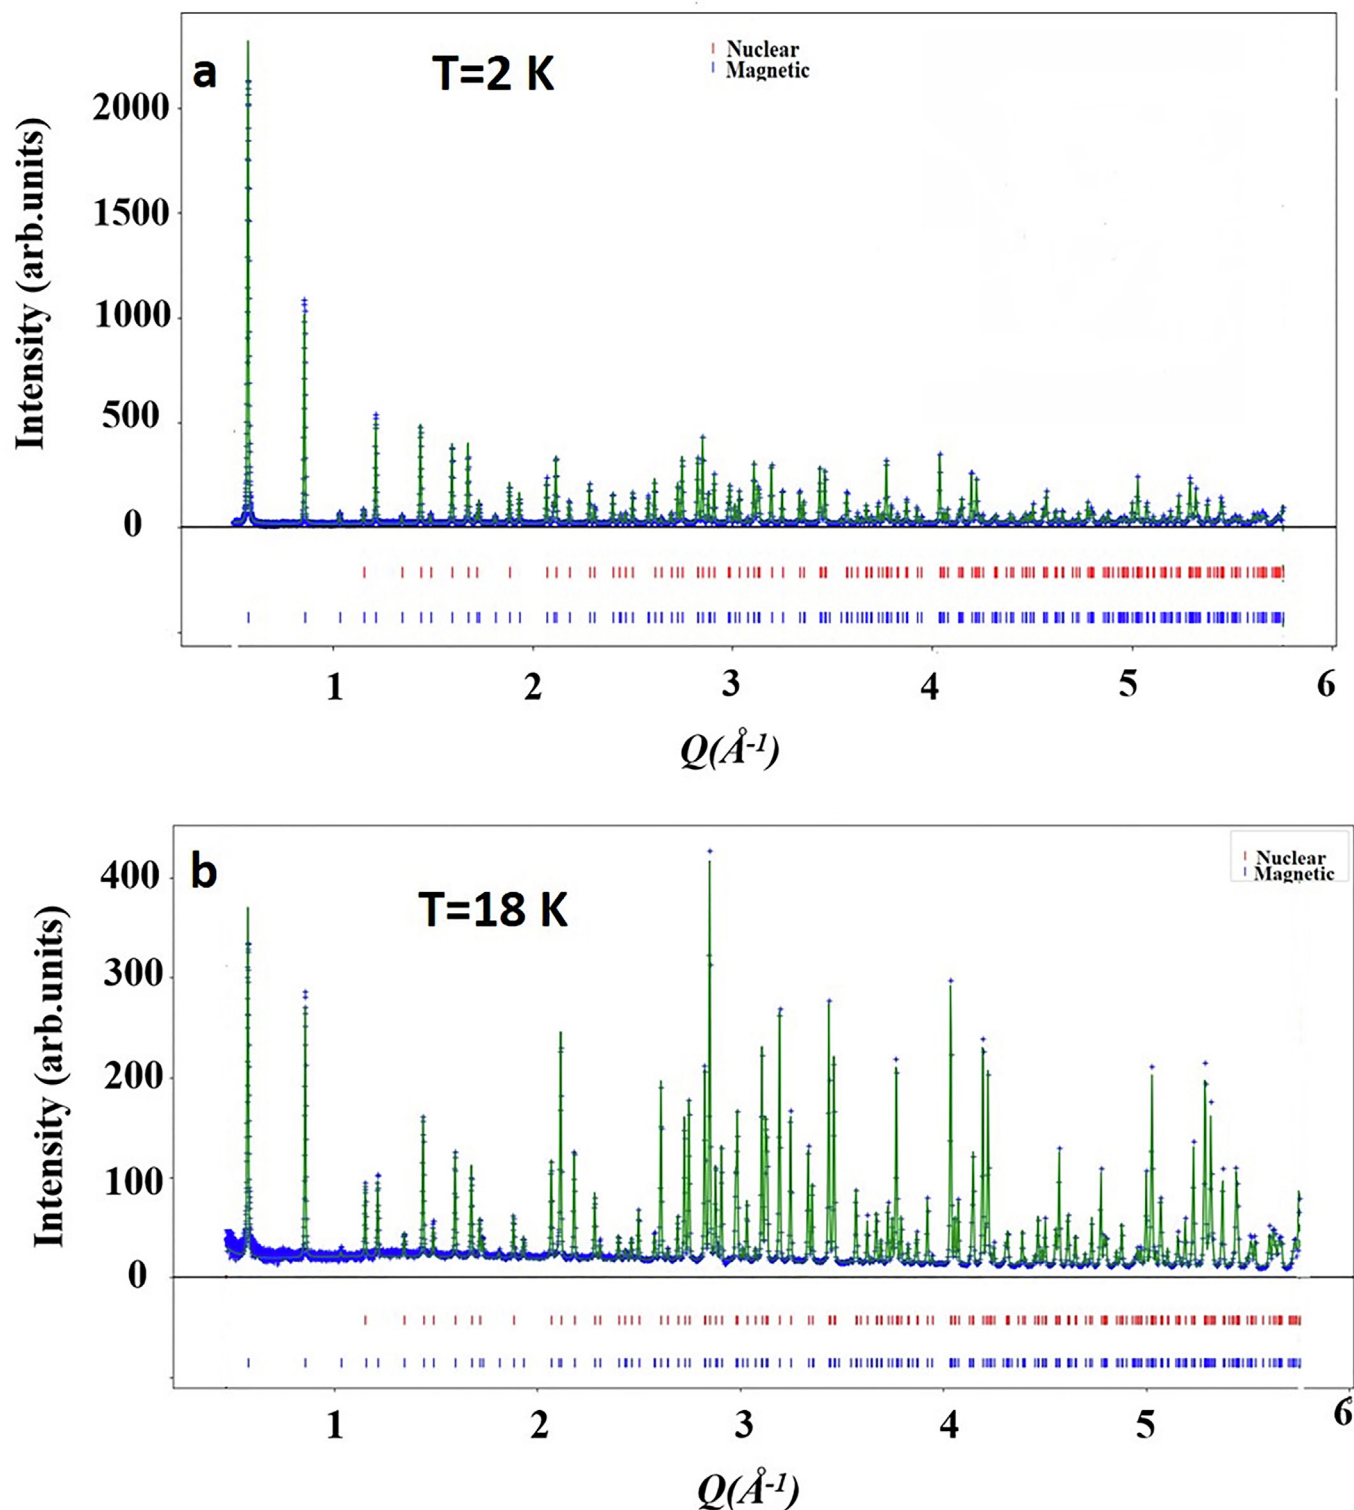 a
T=2 K
Nuclear
Magnetic
2000
1500
1000
500
0
Intensity (arb.units)
1 2 3 4 5 6
Q(Å-1)
b
T=18 K
Nuclear
Magnetic
400
300
200
100
0
Intensity (arb.units)
1 2 3 4 5 6
Q(Å-1)